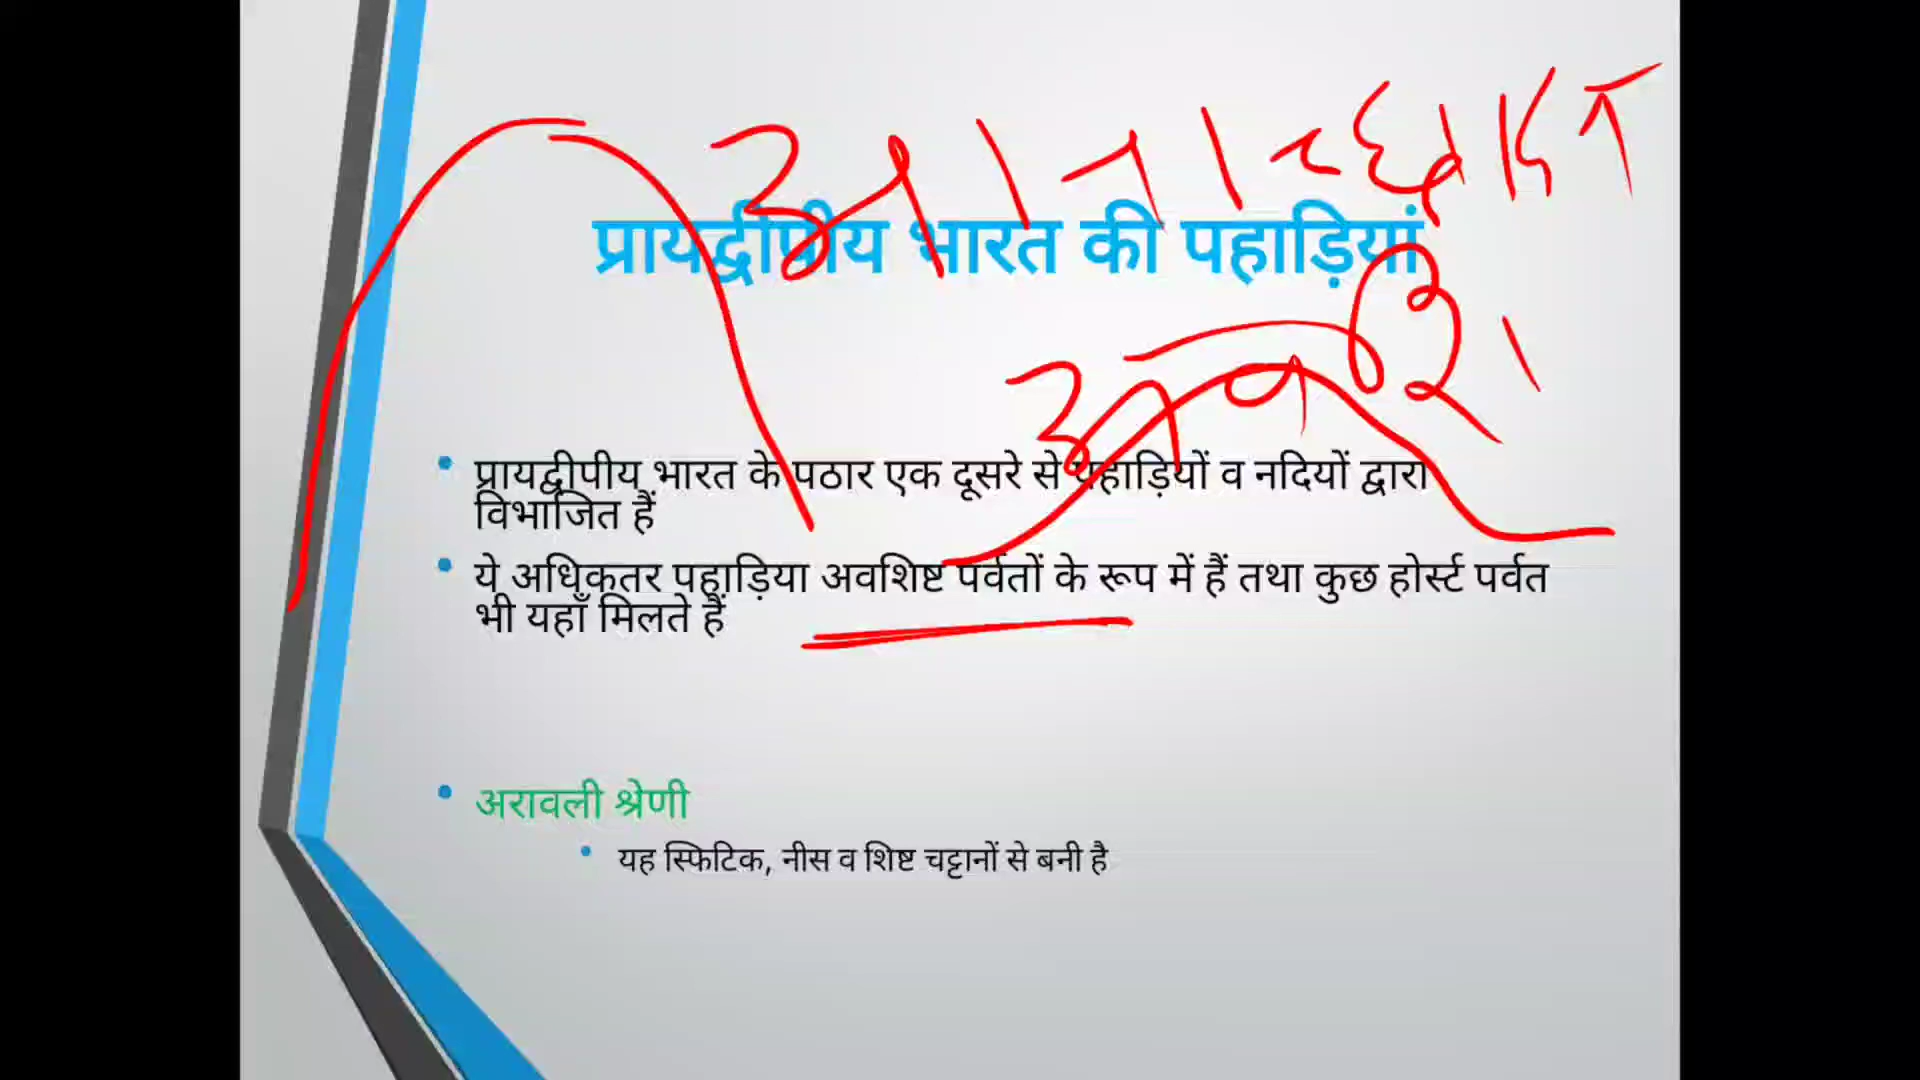 प्रायद्वीपीय भारत की पहाड़ियां
प्रायद्वीपीय भारत के पठार एक दूसरे से पहाड़ियों व नदियों द्वारा
विभाजित हैं
ये अधिकतर पहाड़िया अवशिष्ट पर्वतों के रूप में हैं तथा कुछ होर्स्ट पर्वत
भी यहाँ मिलते हैं
अरावली श्रेणी
यह स्फिटिक, नीस व शिष्ट चट्टानों से बनी है